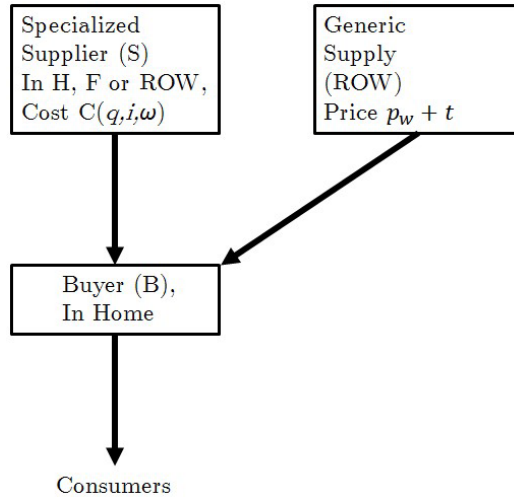 Specialized
Supplier (S)
In H, F or ROW,
Cost C(q,i,ω)
Generic
Supply
(ROW)
Price p_w + t
Buyer (B),
In Home
Consumers